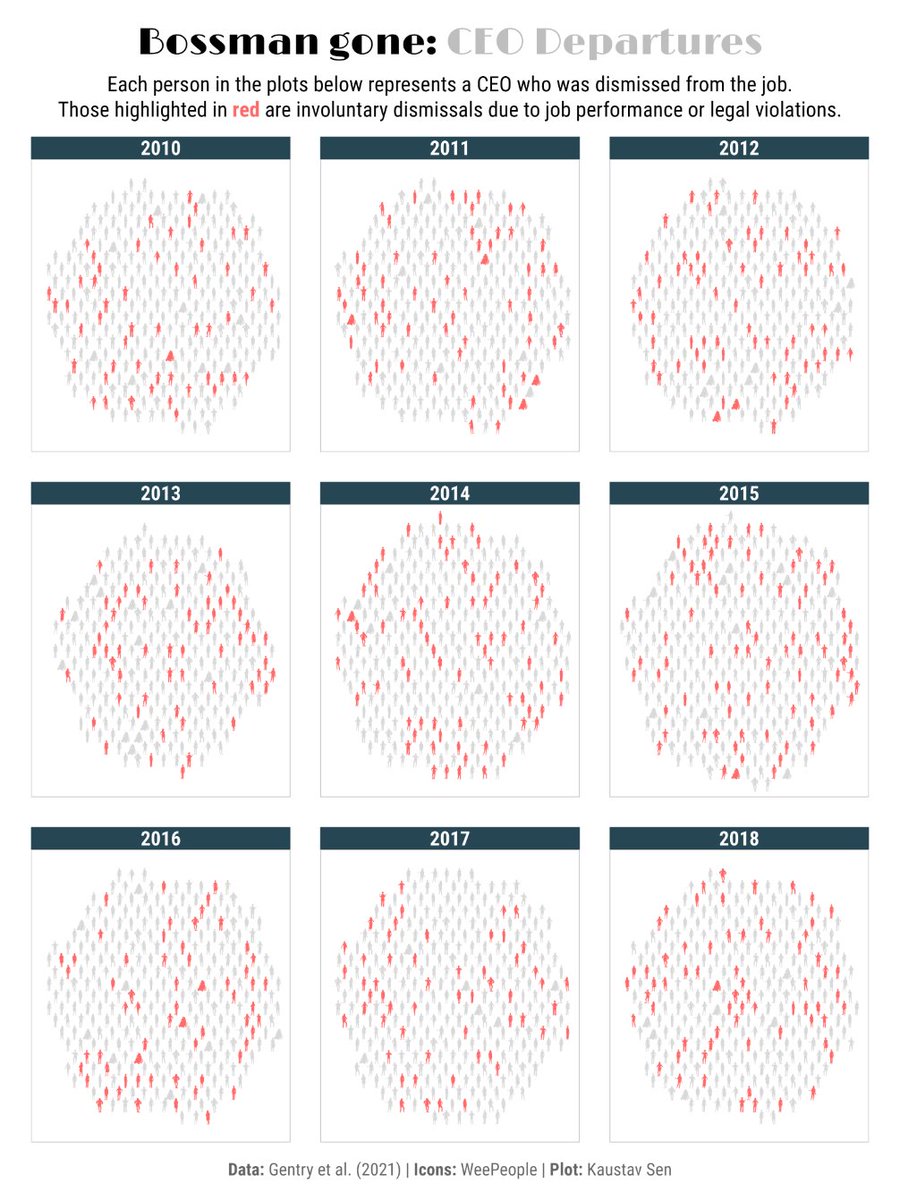 Bossman gone: CEO Departures
Each person in the plots below represents a CEO who was dismissed from the job.
Those highlighted in red are involuntary dismissals due to job performance or legal violations.
2010
2011
2012
2013
2014
2015
2016
2017
2018
Data: Gentry et al. (2021) | Icons: WeePeople | Plot: Kaustav Sen